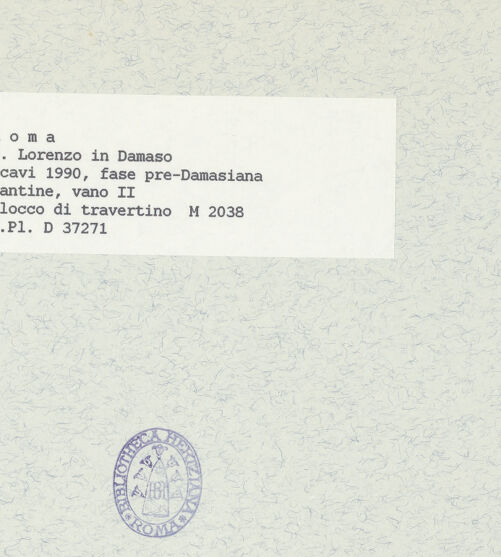 oma
. Lorenzo in Damaso
cavi 1990, fase pre-Damasiana
antine, vano II
locco di travertino M 2038
.Pl. D 37271
BIBLIOTHECA HERTZIANA
ROMA